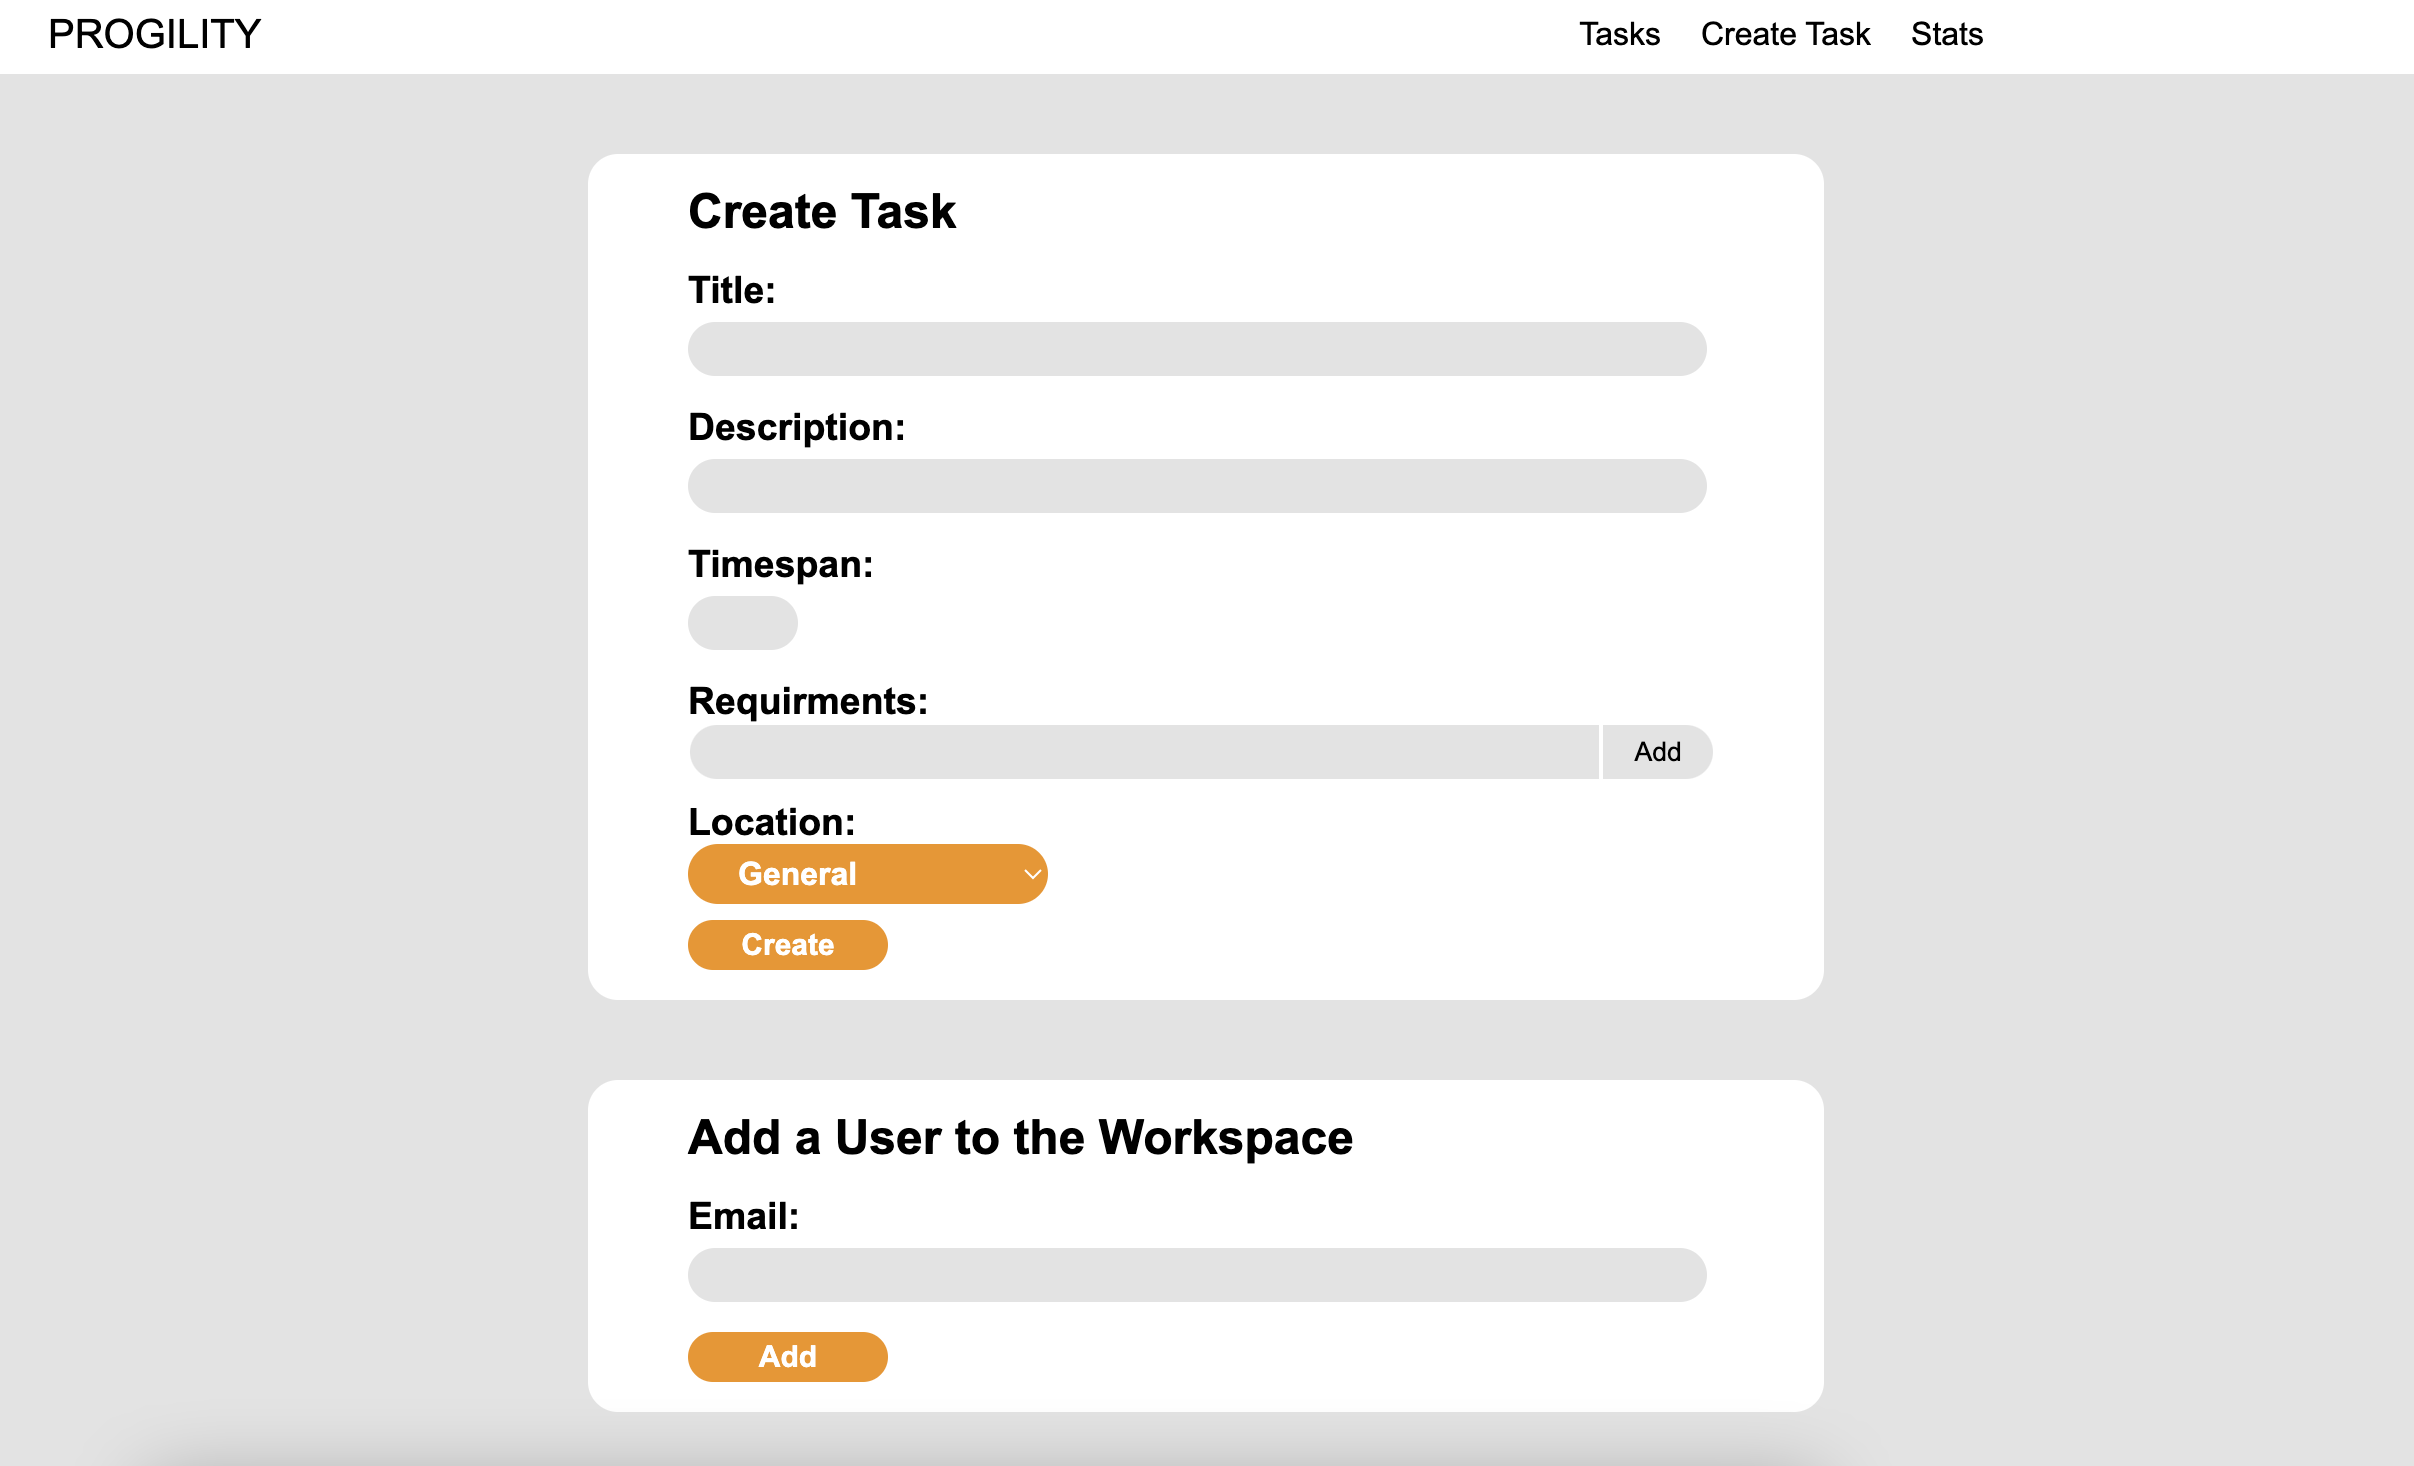 PROGILITY
Tasks Create Task Stats
Create Task
Title:
Description:
Timespan:
Requirments:
Add
Location:
General
Create
Add a User to the Workspace
Email:
Add